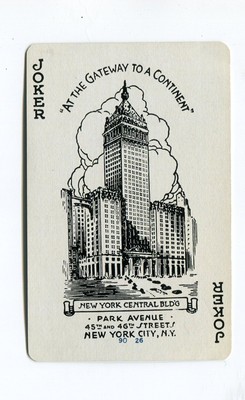 JOKER
"AT THE GATEWAY TO A CONTINENT"
NEW YORK CENTRAL BLD'G
· PARK AVENUE ·
45TH AND 46TH STREETS
NEW YORK CITY, N.Y.
90 26
JOKER